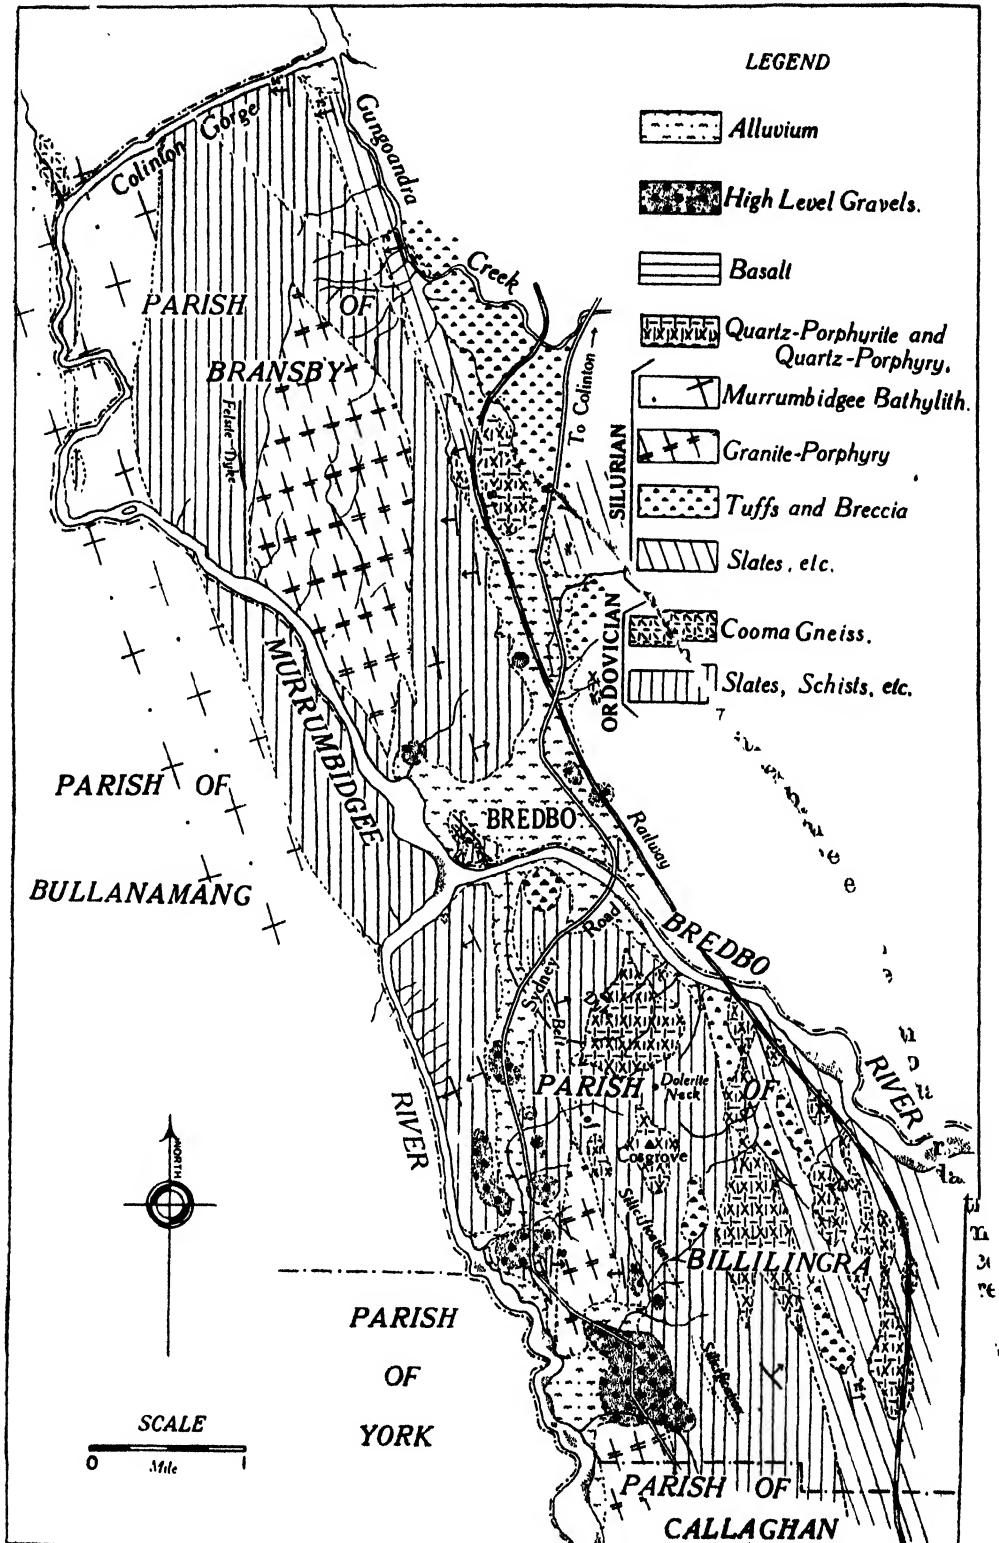 LEGEND
Alluvium
High Level Gravels.
Basalt
Quartz-Porphyrite and
Quartz-Porphyry.
Murrumbidgee Bathylith.
Granite-Porphyry
Tuffs and Breccia
Slates, etc.
Cooma Gneiss.
Slates, Schists, etc.
SILURIAN
ORDOVICIAN
Colinton Gorge
Gungoandra
Creek
PARISH OF
BRANSBY
Felsite Dyke
To Colinton
MURRUMBIDGEE
PARISH OF
BULLANAMANG
BREDBO
Railway
BREDBO
RIVER
Sydney Road
Belt
PARISH OF
Dolerite
Neck
Cosgrove
RIVER
Silicification
BILLILINGRA
Silicification
NORTH
PARISH
OF
YORK
SCALE
0 Mile 1
PARISH OF
CALLAGHAN